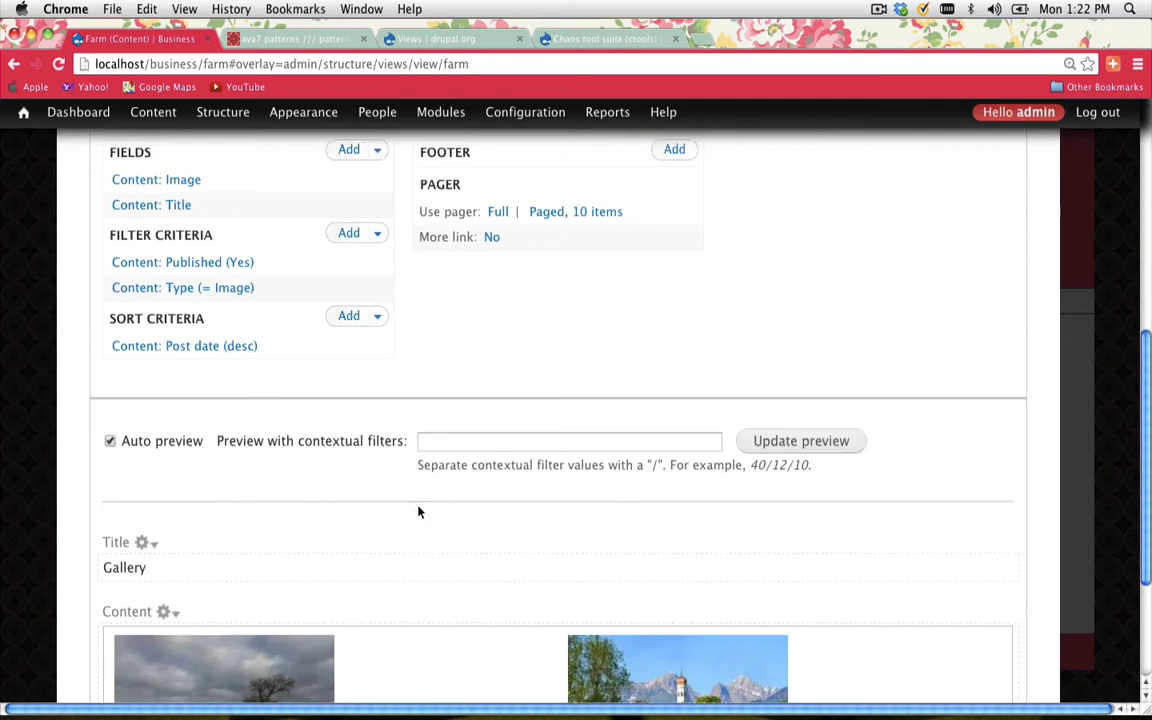 Chrome File Edit View History Bookmarks Window Help Mon 1:22 PM
Farm (Content) | Business
ava7 patterns /// pattern
Views | drupal.org
Chaos tool suite (ctools)
localhost/business/farm#overlay=admin/structure/views/view/farm
Apple Yahoo! Google Maps YouTube Other Bookmarks
Dashboard Content Structure Appearance People Modules Configuration Reports Help Hello admin Log out
FIELDS Add
Content: Image
Content: Title
FILTER CRITERIA Add
Content: Published (Yes)
Content: Type (= Image)
SORT CRITERIA Add
Content: Post date (desc)
FOOTER Add
PAGER
Use pager: Full | Paged, 10 items
More link: No
Auto preview Preview with contextual filters: Update preview
Separate contextual filter values with a "/". For example, 40/12/10.
Title
Gallery
Content